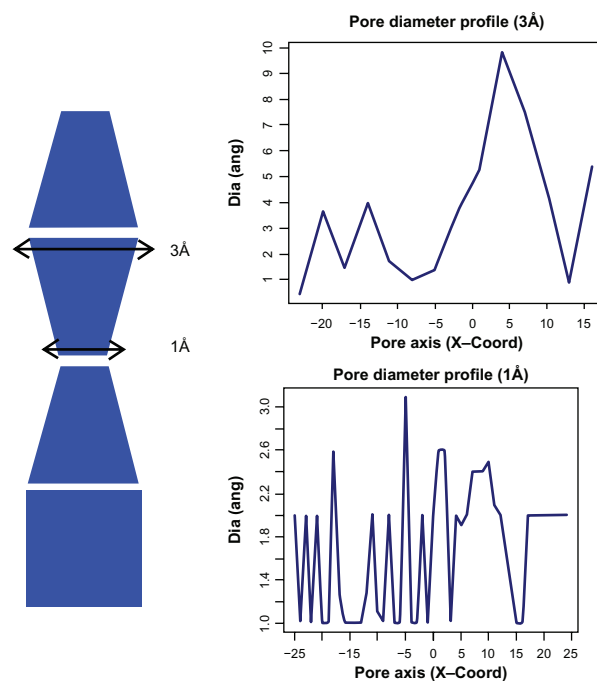 Pore diameter profile (3Å)
Dia (ang)
10
9
8
7
6
5
4
3
2
1
−20 −15 −10 −5 0 5 10 15
Pore axis (X–Coord)
3Å
1Å
Pore diameter profile (1Å)
Dia (ang)
3.0
2.6
2.2
1.8
1.4
1.0
−25 −15 −5 0 5 10 15 20 25
Pore axis (X–Coord)